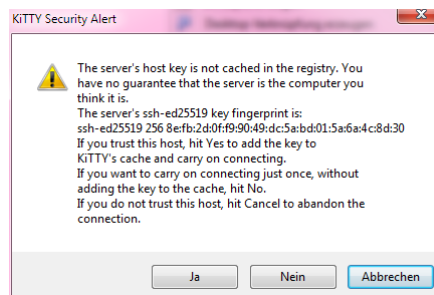 KiTTY Security Alert
The server's host key is not cached in the registry. You
have no guarantee that the server is the computer you
think it is.
The server's ssh-ed25519 key fingerprint is:
ssh-ed25519 256 8e:fb:2d:0f:f9:90:49:dc:5a:bd:01:5a:6a:4c:8d:30
If you trust this host, hit Yes to add the key to
KiTTY's cache and carry on connecting.
If you want to carry on connecting just once, without
adding the key to the cache, hit No.
If you do not trust this host, hit Cancel to abandon the
connection.
Ja
Nein
Abbrechen